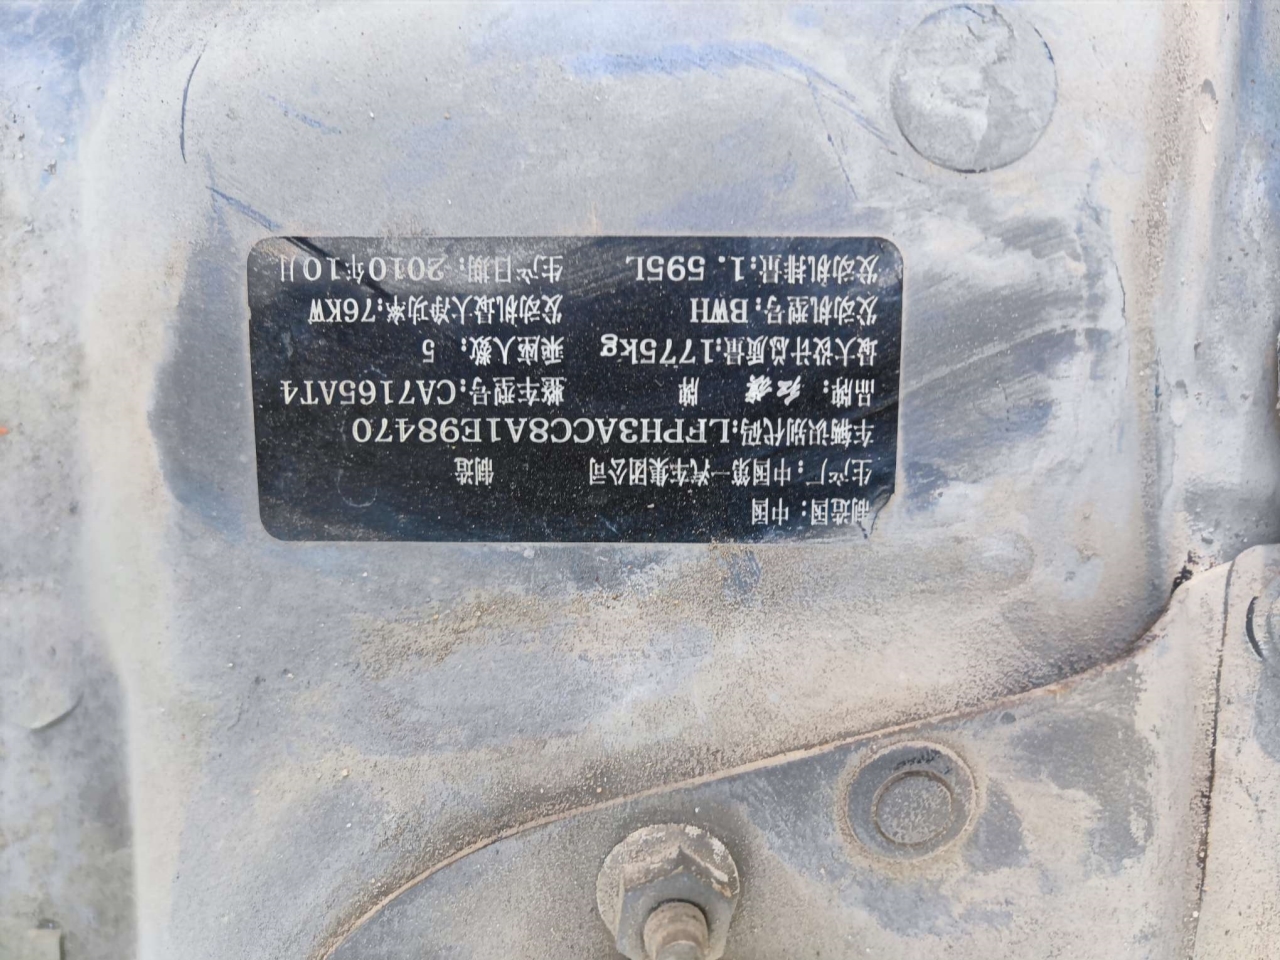 制造国：中国
生产厂：中国第一汽车集团公司 制造
车辆识别代码:LFPH3ACC8A1E98470
品牌：红旗 牌 整车型号:CA7165AT4
最大设计总质量:1775kg 乘座人数：5
发动机型号:BWH 发动机最大净功率:76KW
发动机排量:1.595L 生产日期：2010年10月